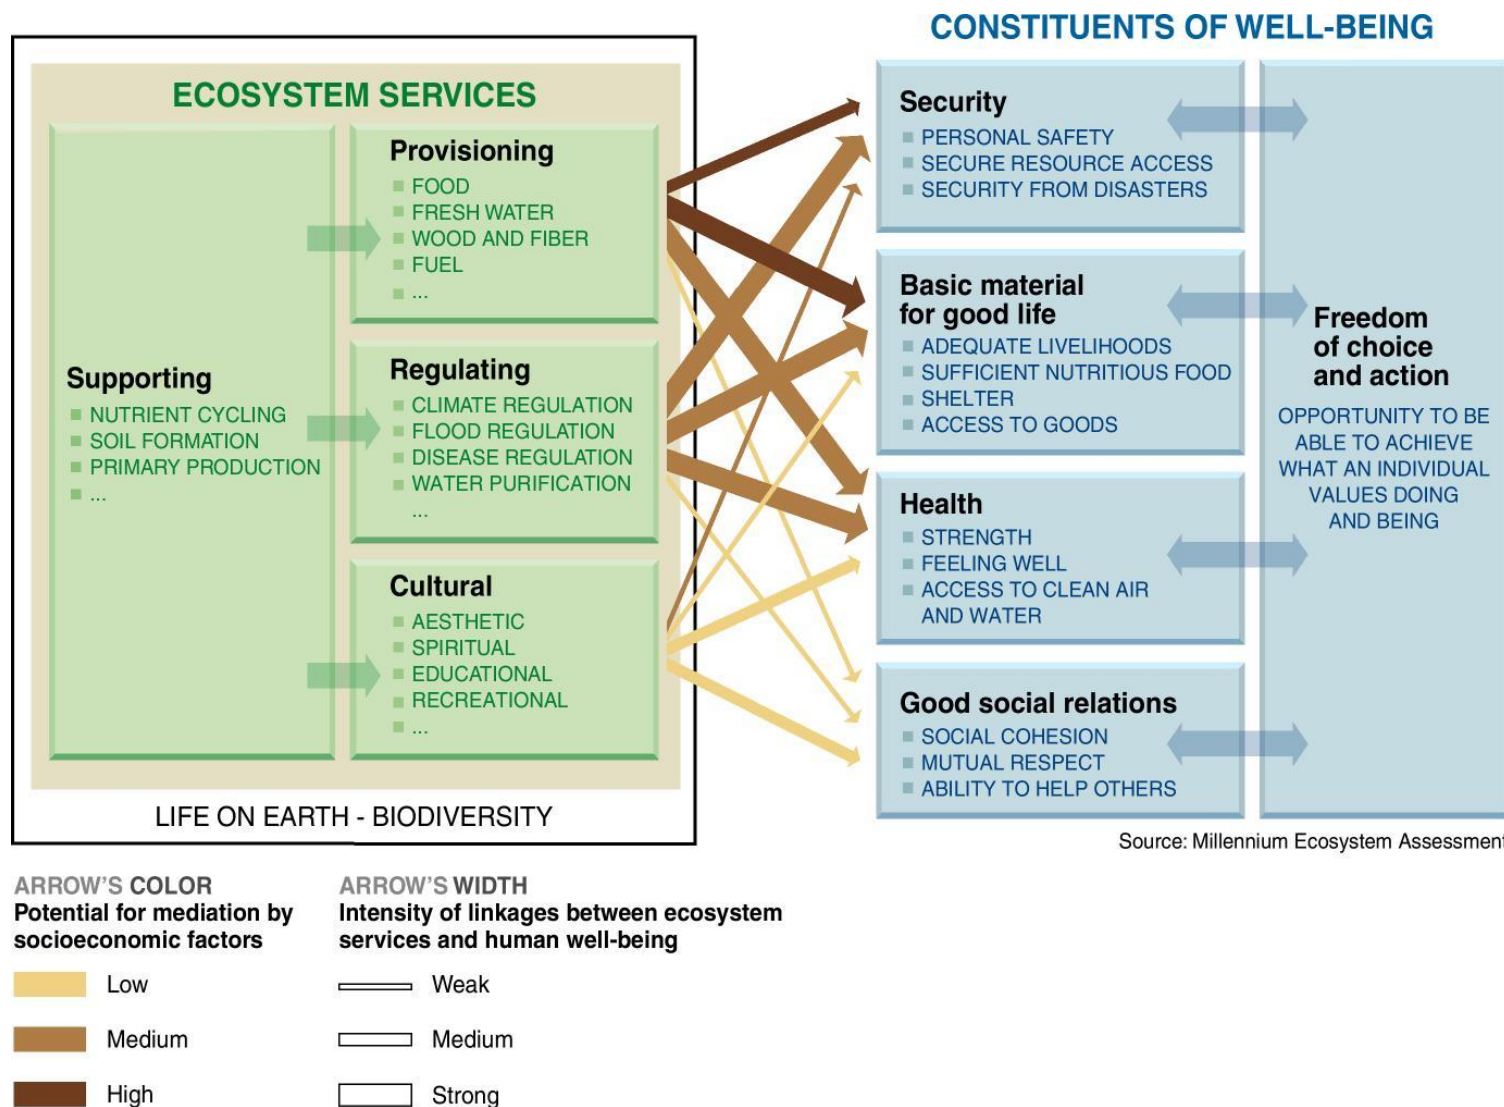 CONSTITUENTS OF WELL-BEING
ECOSYSTEM SERVICES
Supporting
NUTRIENT CYCLING
SOIL FORMATION
PRIMARY PRODUCTION
...
Provisioning
FOOD
FRESH WATER
WOOD AND FIBER
FUEL
...
Regulating
CLIMATE REGULATION
FLOOD REGULATION
DISEASE REGULATION
WATER PURIFICATION
...
Cultural
AESTHETIC
SPIRITUAL
EDUCATIONAL
RECREATIONAL
...
LIFE ON EARTH - BIODIVERSITY
Security
PERSONAL SAFETY
SECURE RESOURCE ACCESS
SECURITY FROM DISASTERS
Basic material
for good life
ADEQUATE LIVELIHOODS
SUFFICIENT NUTRITIOUS FOOD
SHELTER
ACCESS TO GOODS
Health
STRENGTH
FEELING WELL
ACCESS TO CLEAN AIR
AND WATER
Good social relations
SOCIAL COHESION
MUTUAL RESPECT
ABILITY TO HELP OTHERS
Freedom
of choice
and action
OPPORTUNITY TO BE
ABLE TO ACHIEVE
WHAT AN INDIVIDUAL
VALUES DOING
AND BEING
Source: Millennium Ecosystem Assessment
ARROW'S COLOR
Potential for mediation by
socioeconomic factors
Low
Medium
High
ARROW'S WIDTH
Intensity of linkages between ecosystem
services and human well-being
Weak
Medium
Strong